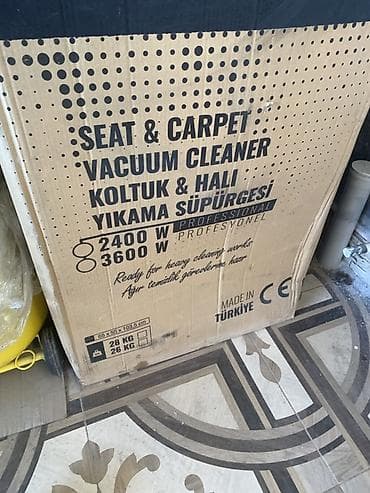 SEAT & CARPET
VACUUM CLEANER
KOLTUK & HALI
YIKAMA SÜPÜRGESİ
PROFESSIONAL
2400 W PROFESYONEL
3600 W
Ready for heavy cleaning works
Ağır temizlik görevlerine hazır
MADE IN
TÜRKİYE
CE
28 KG
26 KG